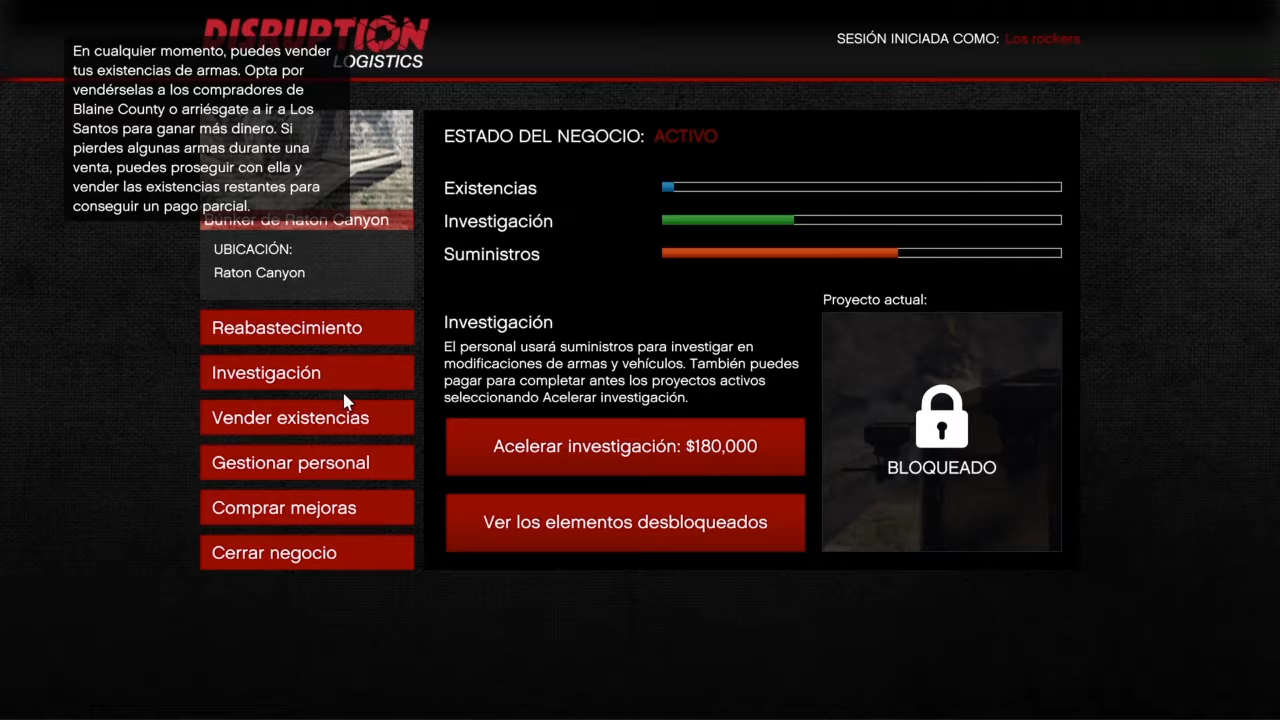 DISRUPTION
LOGISTICS
SESIÓN INICIADA COMO: Los rockers
En cualquier momento, puedes vender
tus existencias de armas. Opta por
vendérselas a los compradores de
Blaine County o arriésgate a ir a Los
Santos para ganar más dinero. Si
pierdes algunas armas durante una
venta, puedes proseguir con ella y
vender las existencias restantes para
conseguir un pago parcial.
Búnker de Raton Canyon
UBICACIÓN:
Raton Canyon
Reabastecimiento
Investigación
Vender existencias
Gestionar personal
Comprar mejoras
Cerrar negocio
ESTADO DEL NEGOCIO: ACTIVO
Existencias
Investigación
Suministros
Investigación
El personal usará suministros para investigar en
modificaciones de armas y vehículos. También puedes
pagar para completar antes los proyectos activos
seleccionando Acelerar investigación.
Acelerar investigación: $180,000
Ver los elementos desbloqueados
Proyecto actual:
BLOQUEADO